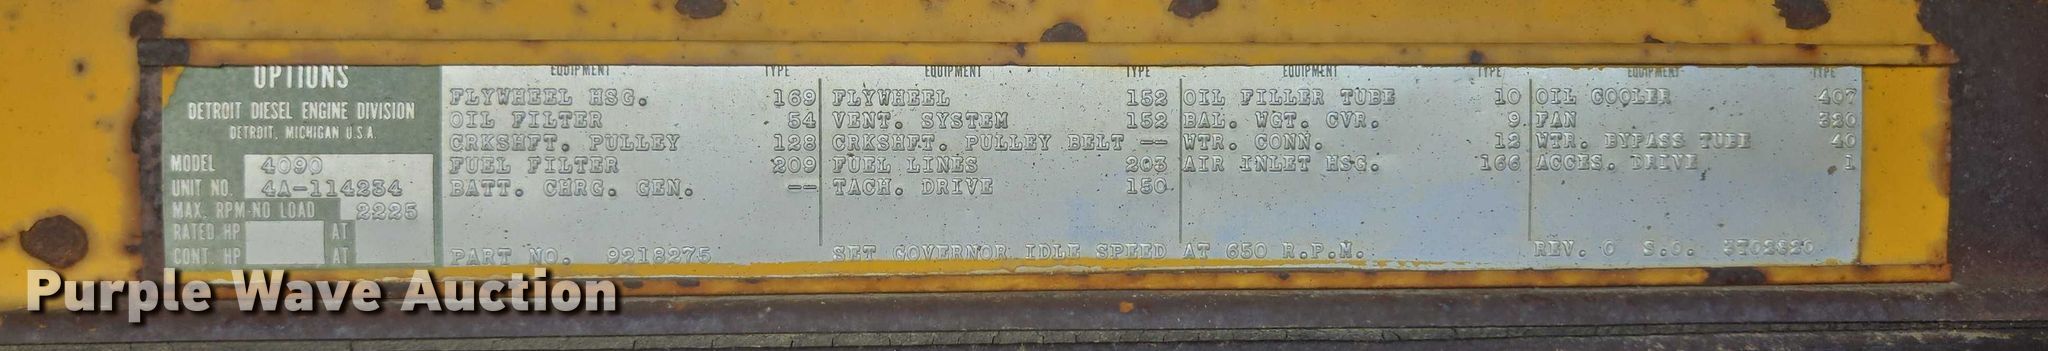 OPTIONS
DETROIT DIESEL ENGINE DIVISION
DETROIT, MICHIGAN U.S.A.
MODEL 4090
UNIT NO. 4A-114234
MAX. RPM-NO LOAD 2225
RATED HP AT
CONT. HP AT
EQUIPMENT TYPE
FLYWHEEL HSG. 169
OIL FILTER 54
CRKSHFT. PULLEY 128
FUEL FILTER 209
BATT. CHRG. GEN. --
PART NO. 9218275
EQUIPMENT TYPE
FLYWHEEL 152
VENT. SYSTEM 152
CRKSHFT. PULLEY BELT --
FUEL LINES 203
TACH. DRIVE 150
SET GOVERNOR IDLE SPEED AT 650 R.P.M.
EQUIPMENT TYPE
OIL FILLER TUBE 10
BAL. WGT. CVR. 9
WTR. CONN. 12
AIR INLET HSG. 166
EQUIPMENT TYPE
OIL COOLER 407
FAN 320
WTR. BYPASS TUBE 40
ACCES. DRIVE 1
REV. 0 S.O. 3702820
Purple Wave Auction